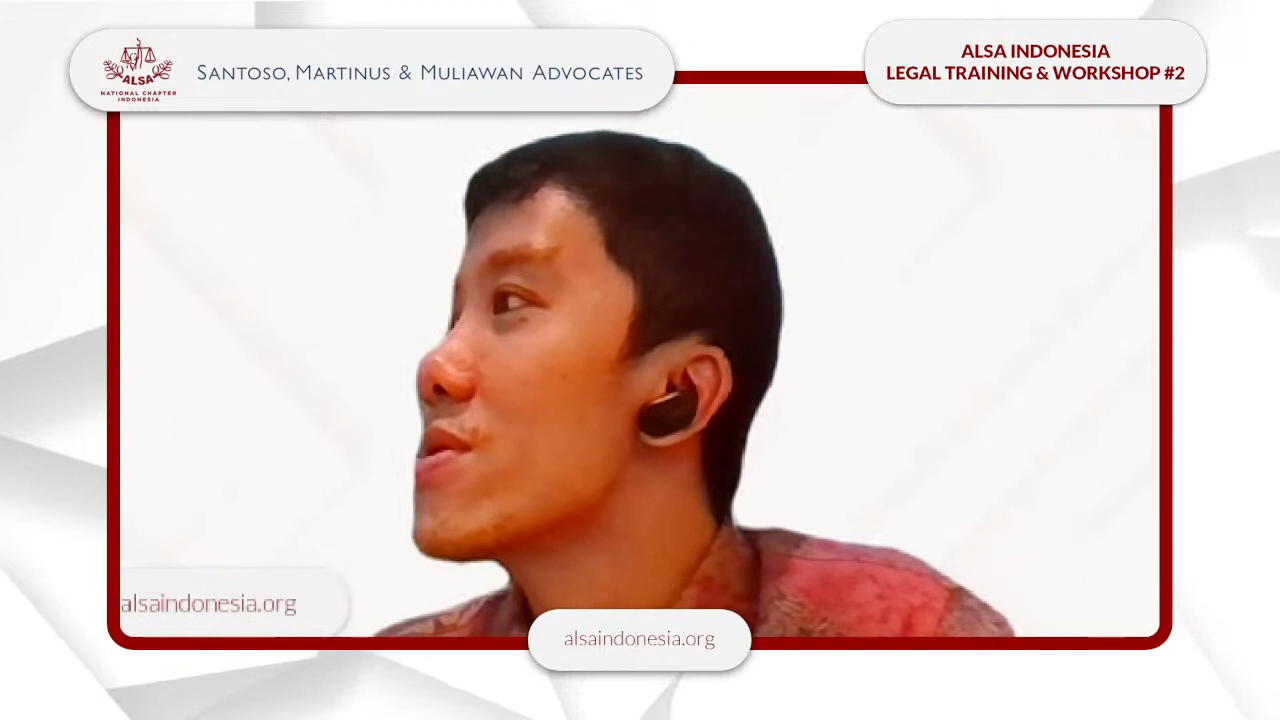 ALSA
NATIONAL CHAPTER
INDONESIA
SANTOSO, MARTINUS & MULIAWAN ADVOCATES
ALSA INDONESIA
LEGAL TRAINING & WORKSHOP #2
alsaindonesia.org
alsaindonesia.org